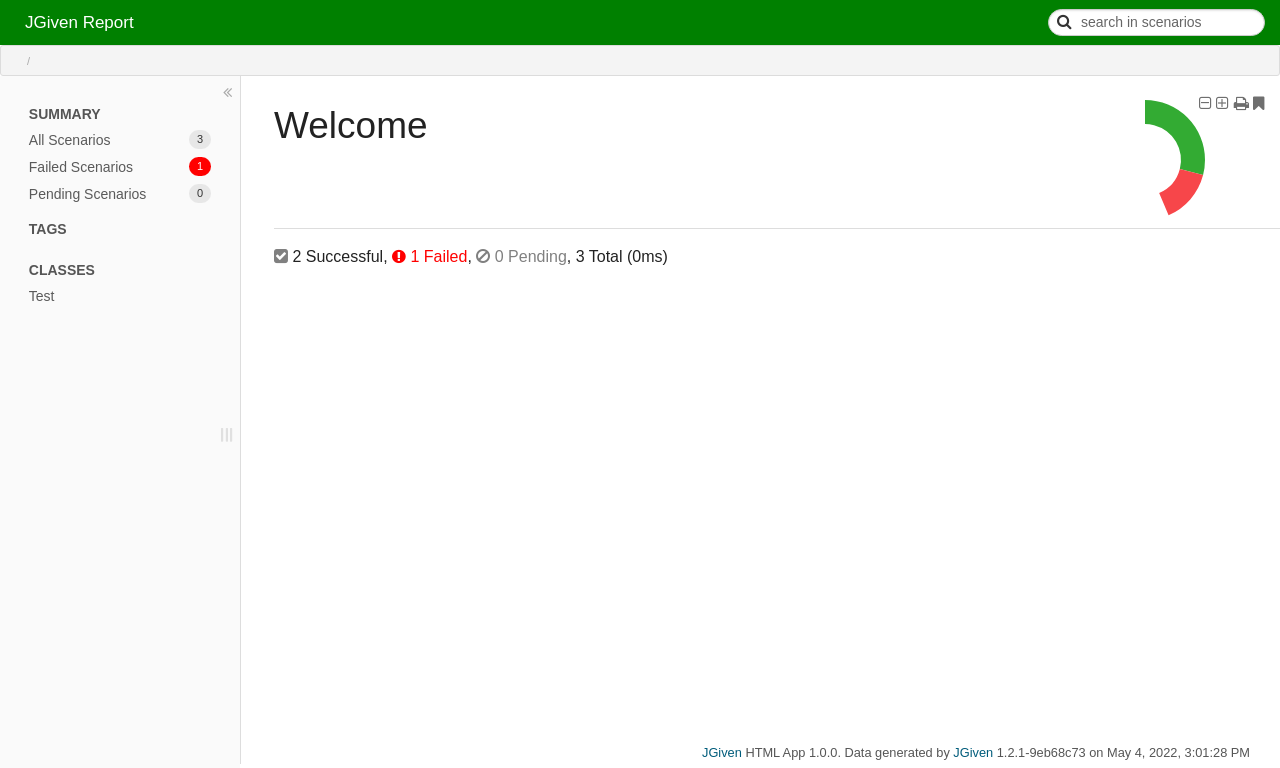 JGiven Report
search in scenarios
/
SUMMARY
All Scenarios 3
Failed Scenarios 1
Pending Scenarios 0
TAGS
CLASSES
Test
Welcome
2 Successful, 1 Failed, 0 Pending, 3 Total (0ms)
JGiven HTML App 1.0.0. Data generated by JGiven 1.2.1-9eb68c73 on May 4, 2022, 3:01:28 PM